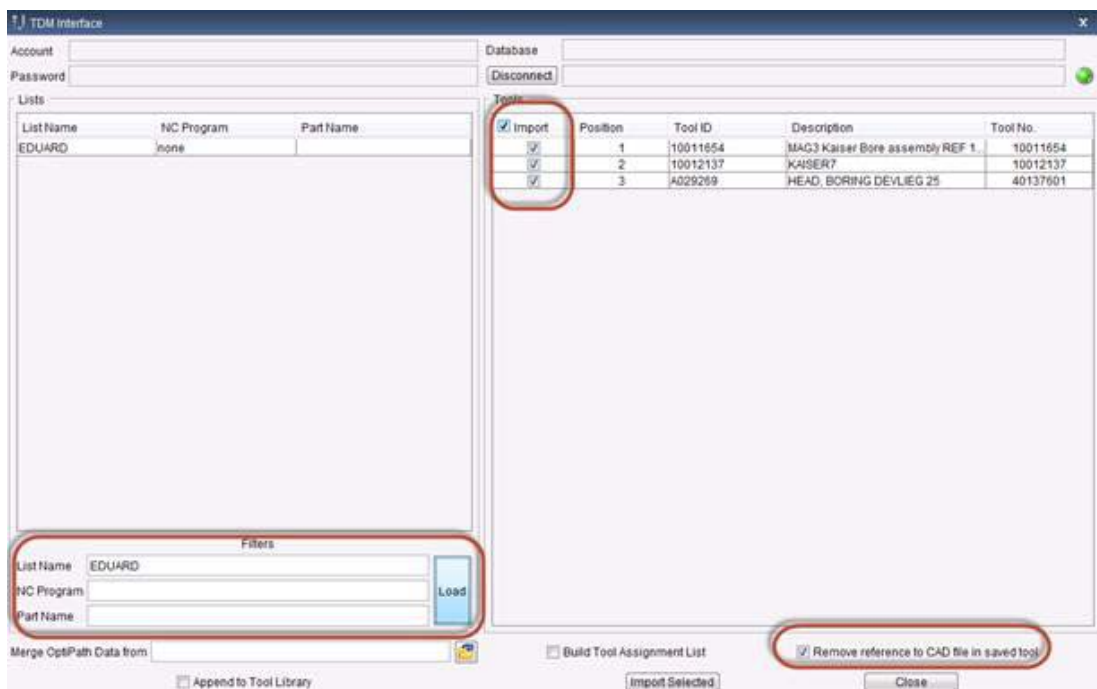 TDM Interface
Account
Database
Password
Disconnect
Lists
Tools
List Name NC Program Part Name
EDUARD none
Import Position Tool ID Description Tool No.
1 10011654 MAG3 Kaiser Bore assembly REF 1... 10011654
2 10012137 KAISER7 10012137
3 A029269 HEAD, BORING DEVLIEG 25 40137601
Filters
List Name EDUARD
NC Program
Load
Part Name
Merge OptiPath Data from
Build Tool Assignment List
Remove reference to CAD file in saved tool
Append to Tool Library
Import Selected
Close